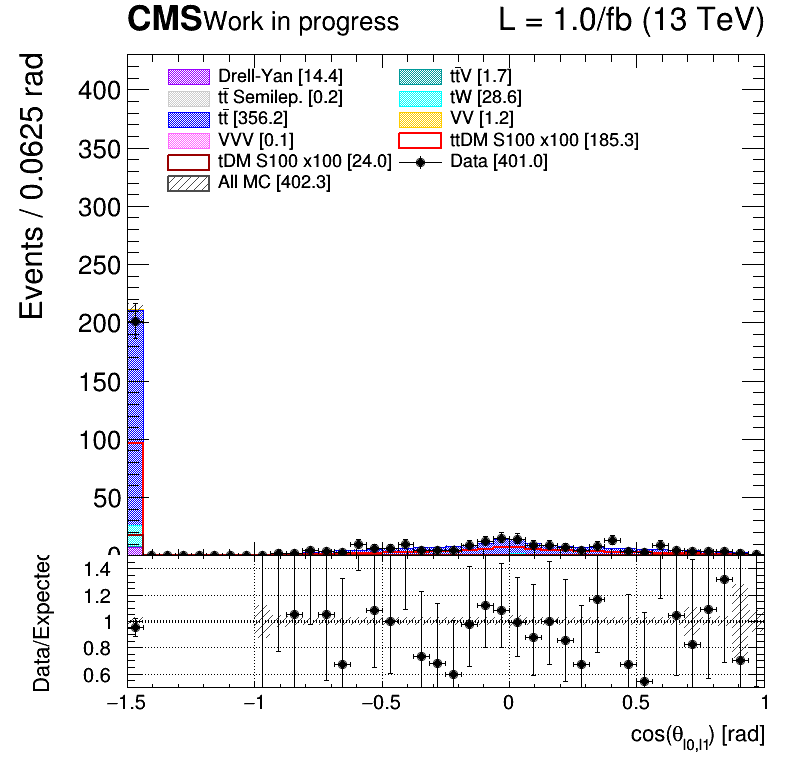 CMS Work in progress L = 1.0/fb (13 TeV)
Events / 0.0625 rad
400
350
300
250
200
150
100
50
0
Drell-Yan [14.4]
tt̄ Semilep. [0.2]
tt̄ [356.2]
VVV [0.1]
tDM S100 x100 [24.0]
All MC [402.3]
tt̄V [1.7]
tW [28.6]
VV [1.2]
ttDM S100 x100 [185.3]
Data [401.0]
Data/Expected
1.4
1.2
1
0.8
0.6
−1.5 −1 −0.5 0 0.5 1
cos(θl0,l1) [rad]